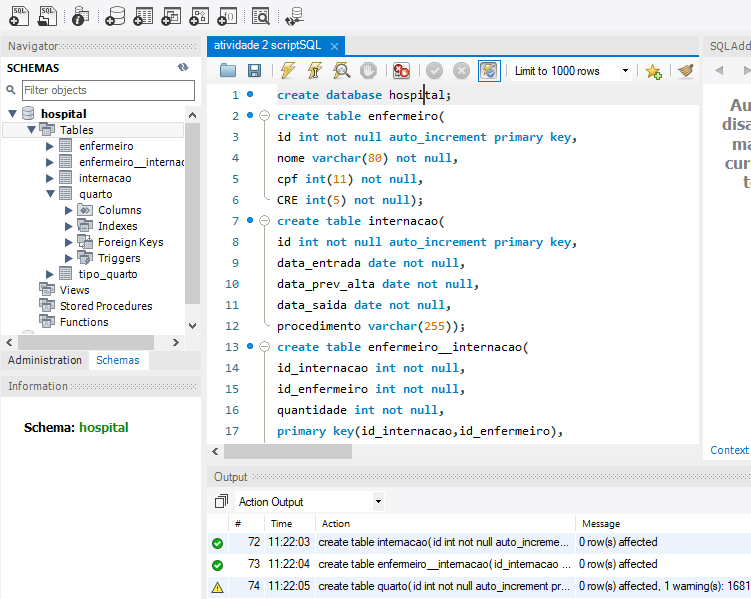 Navigator
SCHEMAS
Filter objects
hospital
Tables
enfermeiro
enfermeiro__internac
internacao
quarto
Columns
Indexes
Foreign Keys
Triggers
tipo_quarto
Views
Stored Procedures
Functions
Administration Schemas
Information
Schema: hospital
atividade 2 scriptSQL
Limit to 1000 rows
1 create database hospital;
2 create table enfermeiro(
3 id int not null auto_increment primary key,
4 nome varchar(80) not null,
5 cpf int(11) not null,
6 CRE int(5) not null);
7 create table internacao(
8 id int not null auto_increment primary key,
9 data_entrada date not null,
10 data_prev_alta date not null,
11 data_saida date not null,
12 procedimento varchar(255));
13 create table enfermeiro__internacao(
14 id_internacao int not null,
15 id_enfermeiro int not null,
16 quantidade int not null,
17 primary key(id_internacao,id_enfermeiro),
SQLAdd
Au
disa
ma
cur
t
Context
Output
Action Output
# Time Action Message
72 11:22:03 create table internacao( id int not null auto_increme... 0 row(s) affected
73 11:22:04 create table enfermeiro__internacao( id_internacao ... 0 row(s) affected
74 11:22:05 create table quarto( id int not null auto_increment pr... 0 row(s) affected, 1 warning(s): 1681